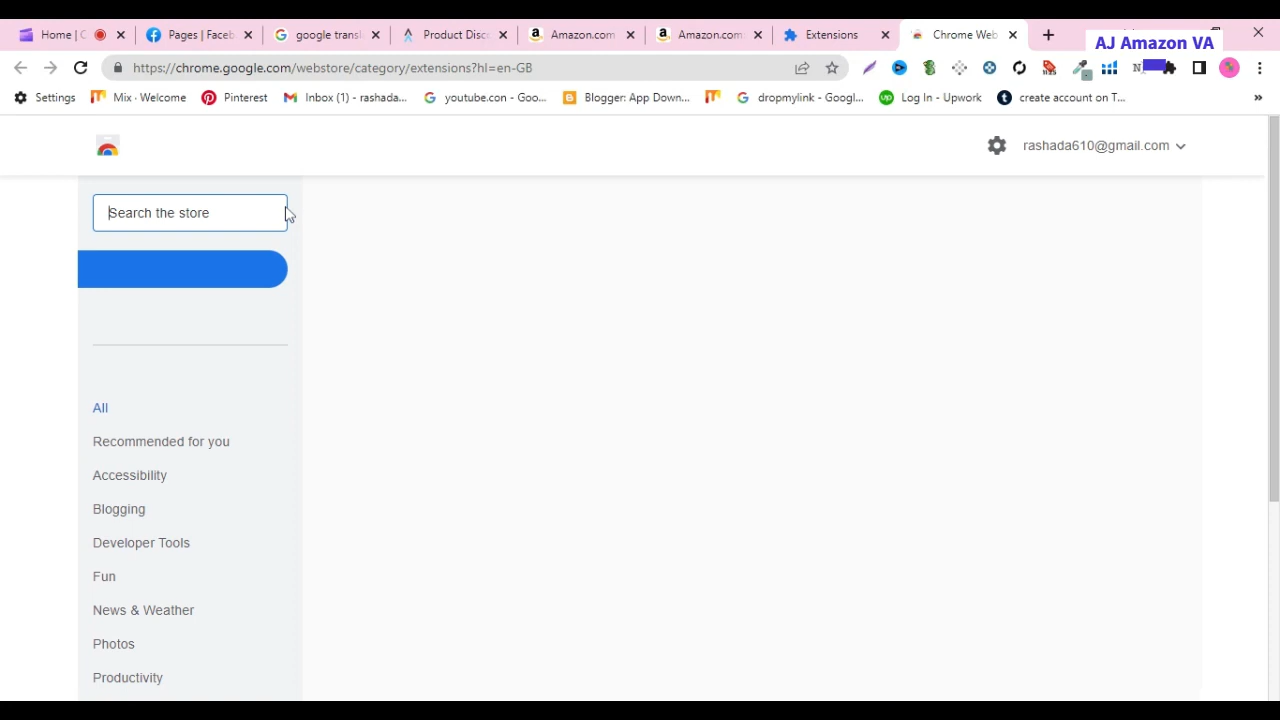 Home | C
Pages | Faceb
google transl
Product Disc
Amazon.com
Amazon.com:
Extensions
Chrome Web
AJ Amazon VA
https://chrome.google.com/webstore/category/extensions?hl=en-GB
Settings
Mix · Welcome
Pinterest
Inbox (1) - rashada...
youtube.con - Goo...
Blogger: App Down...
dropmylink - Googl...
Log In - Upwork
create account on T...
»
rashada610@gmail.com
Search the store
All
Recommended for you
Accessibility
Blogging
Developer Tools
Fun
News & Weather
Photos
Productivity